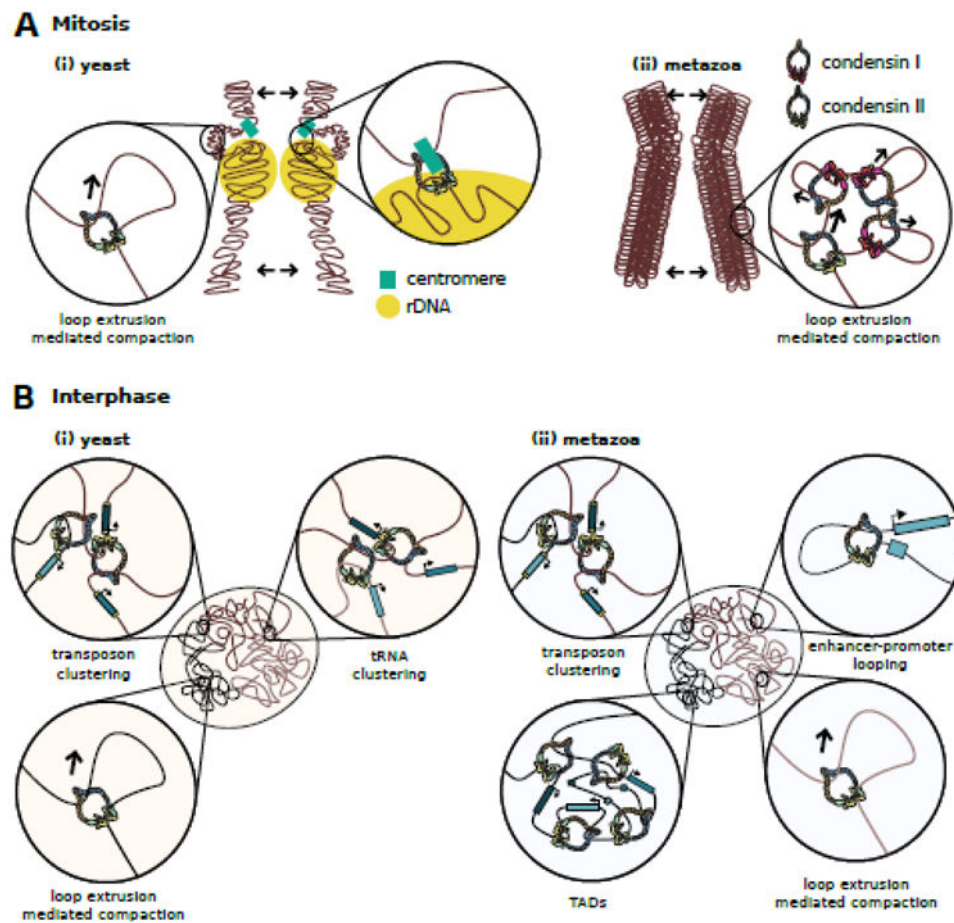 A Mitosis
(i) yeast
(ii) metazoa
condensin I
condensin II
centromere
rDNA
loop extrusion
mediated compaction
loop extrusion
mediated compaction
B Interphase
(i) yeast
(ii) metazoa
transposon
clustering
tRNA
clustering
transposon
clustering
enhancer-promoter
looping
loop extrusion
mediated compaction
TADs
loop extrusion
mediated compaction